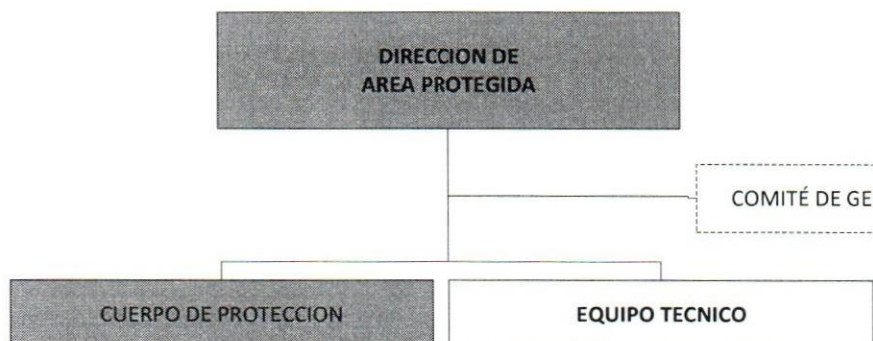 DIRECCION DE
AREA PROTEGIDA
COMITÉ DE GE
CUERPO DE PROTECCION
EQUIPO TECNICO